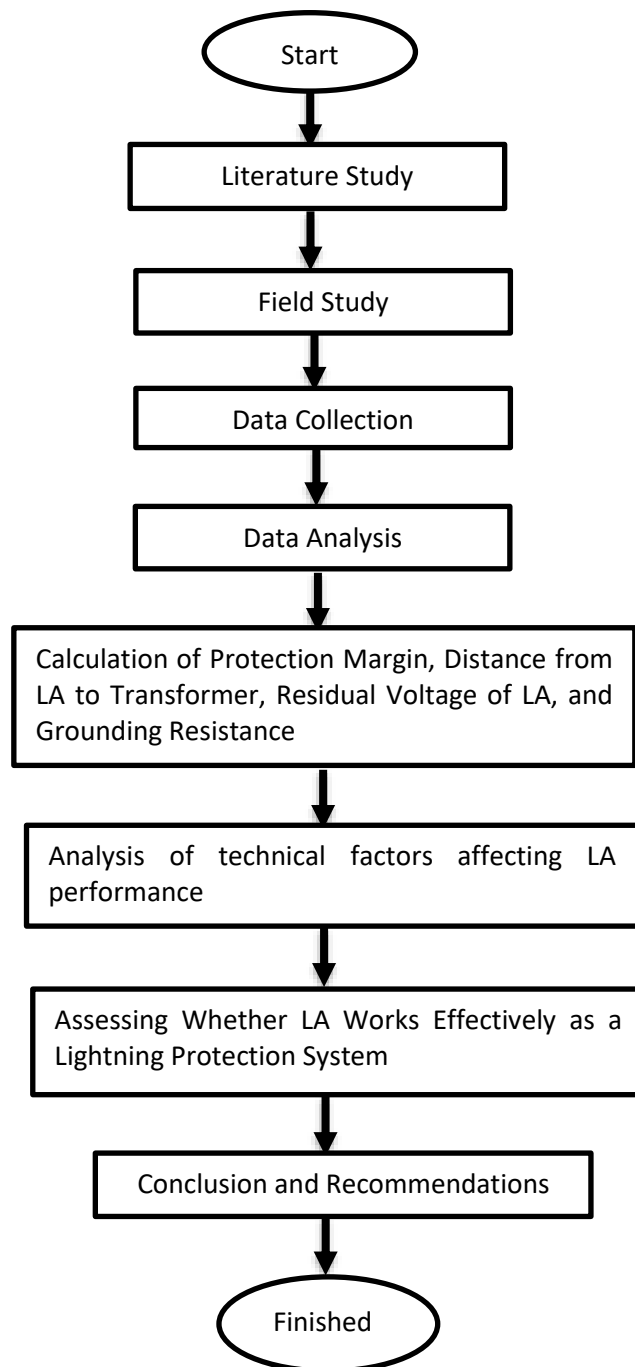 Start
Literature Study
Field Study
Data Collection
Data Analysis
Calculation of Protection Margin, Distance from
LA to Transformer, Residual Voltage of LA, and
Grounding Resistance
Analysis of technical factors affecting LA
performance
Assessing Whether LA Works Effectively as a
Lightning Protection System
Conclusion and Recommendations
Finished